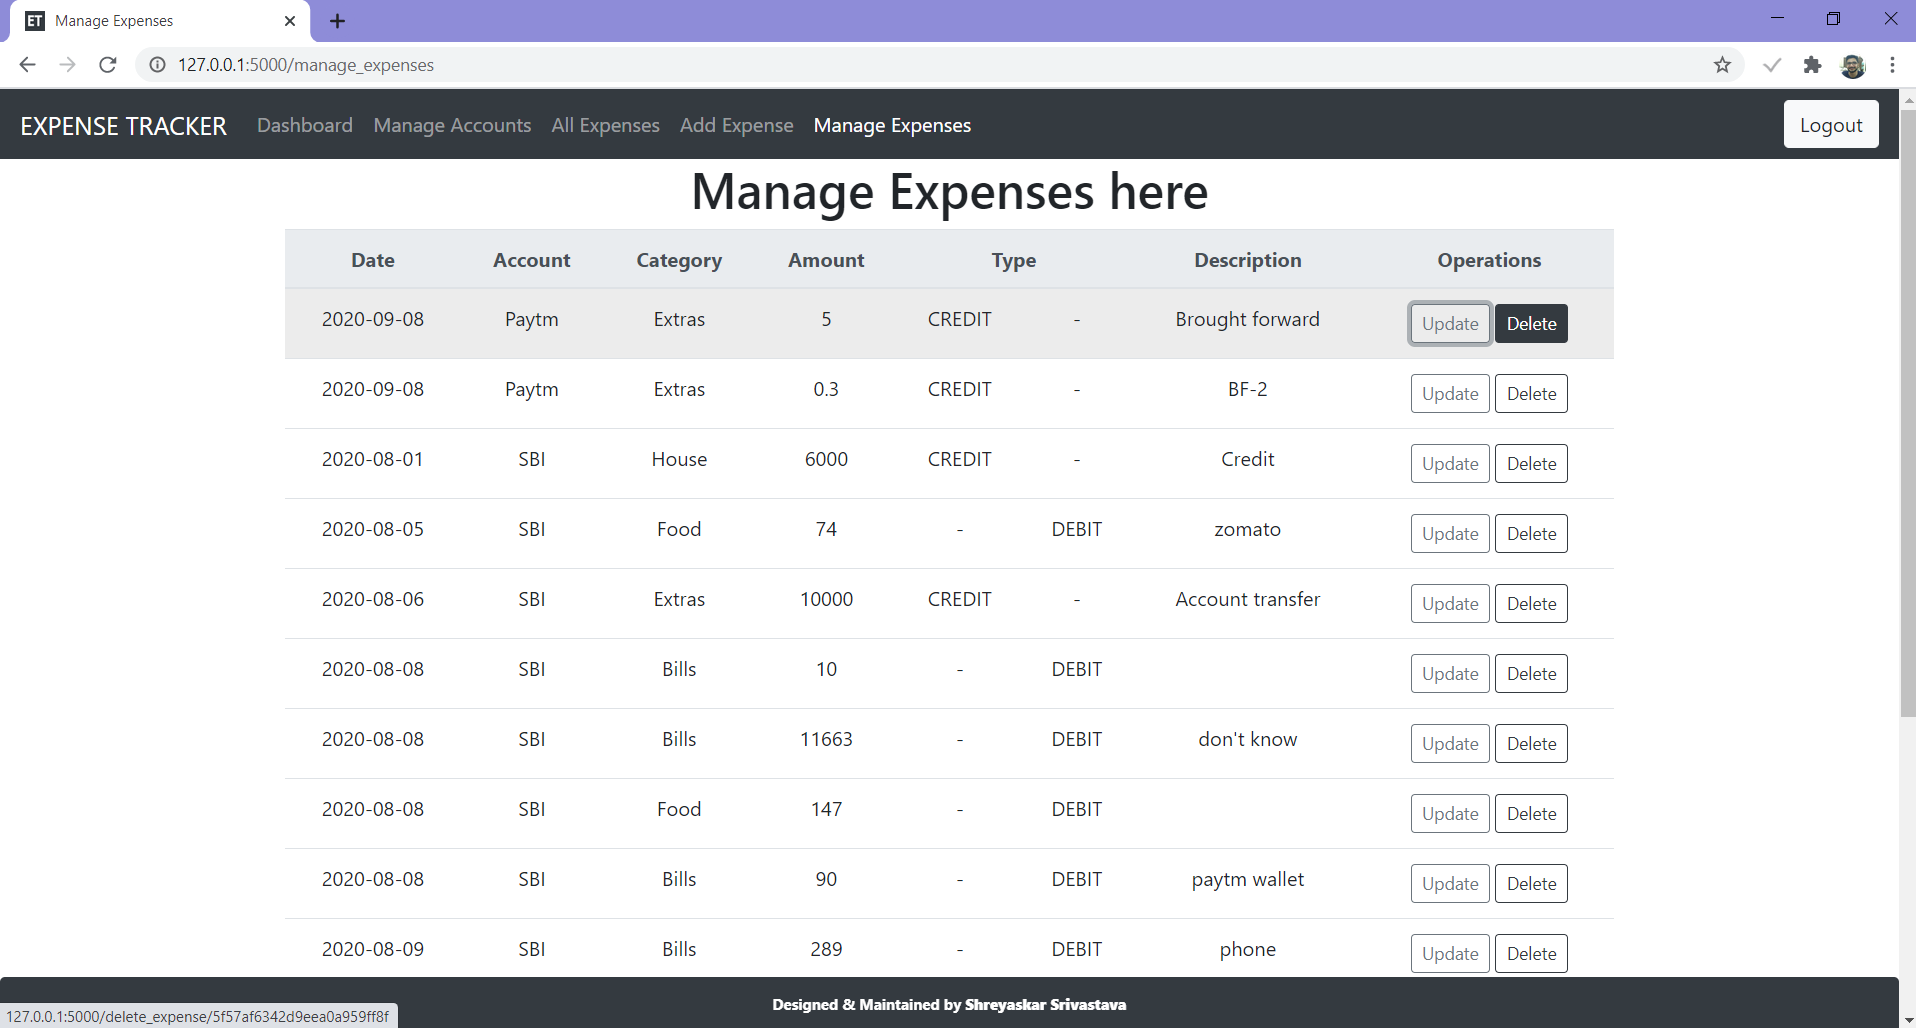 ET Manage Expenses
127.0.0.1:5000/manage_expenses
EXPENSE TRACKER Dashboard Manage Accounts All Expenses Add Expense Manage Expenses Logout
Manage Expenses here
Date Account Category Amount Type Description Operations
2020-09-08 Paytm Extras 5 CREDIT - Brought forward Update Delete
2020-09-08 Paytm Extras 0.3 CREDIT - BF-2 Update Delete
2020-08-01 SBI House 6000 CREDIT - Credit Update Delete
2020-08-05 SBI Food 74 - DEBIT zomato Update Delete
2020-08-06 SBI Extras 10000 CREDIT - Account transfer Update Delete
2020-08-08 SBI Bills 10 - DEBIT Update Delete
2020-08-08 SBI Bills 11663 - DEBIT don't know Update Delete
2020-08-08 SBI Food 147 - DEBIT Update Delete
2020-08-08 SBI Bills 90 - DEBIT paytm wallet Update Delete
2020-08-09 SBI Bills 289 - DEBIT phone Update Delete
Designed & Maintained by Shreyaskar Srivastava
127.0.0.1:5000/delete_expense/5f57af6342d9eea0a959ff8f